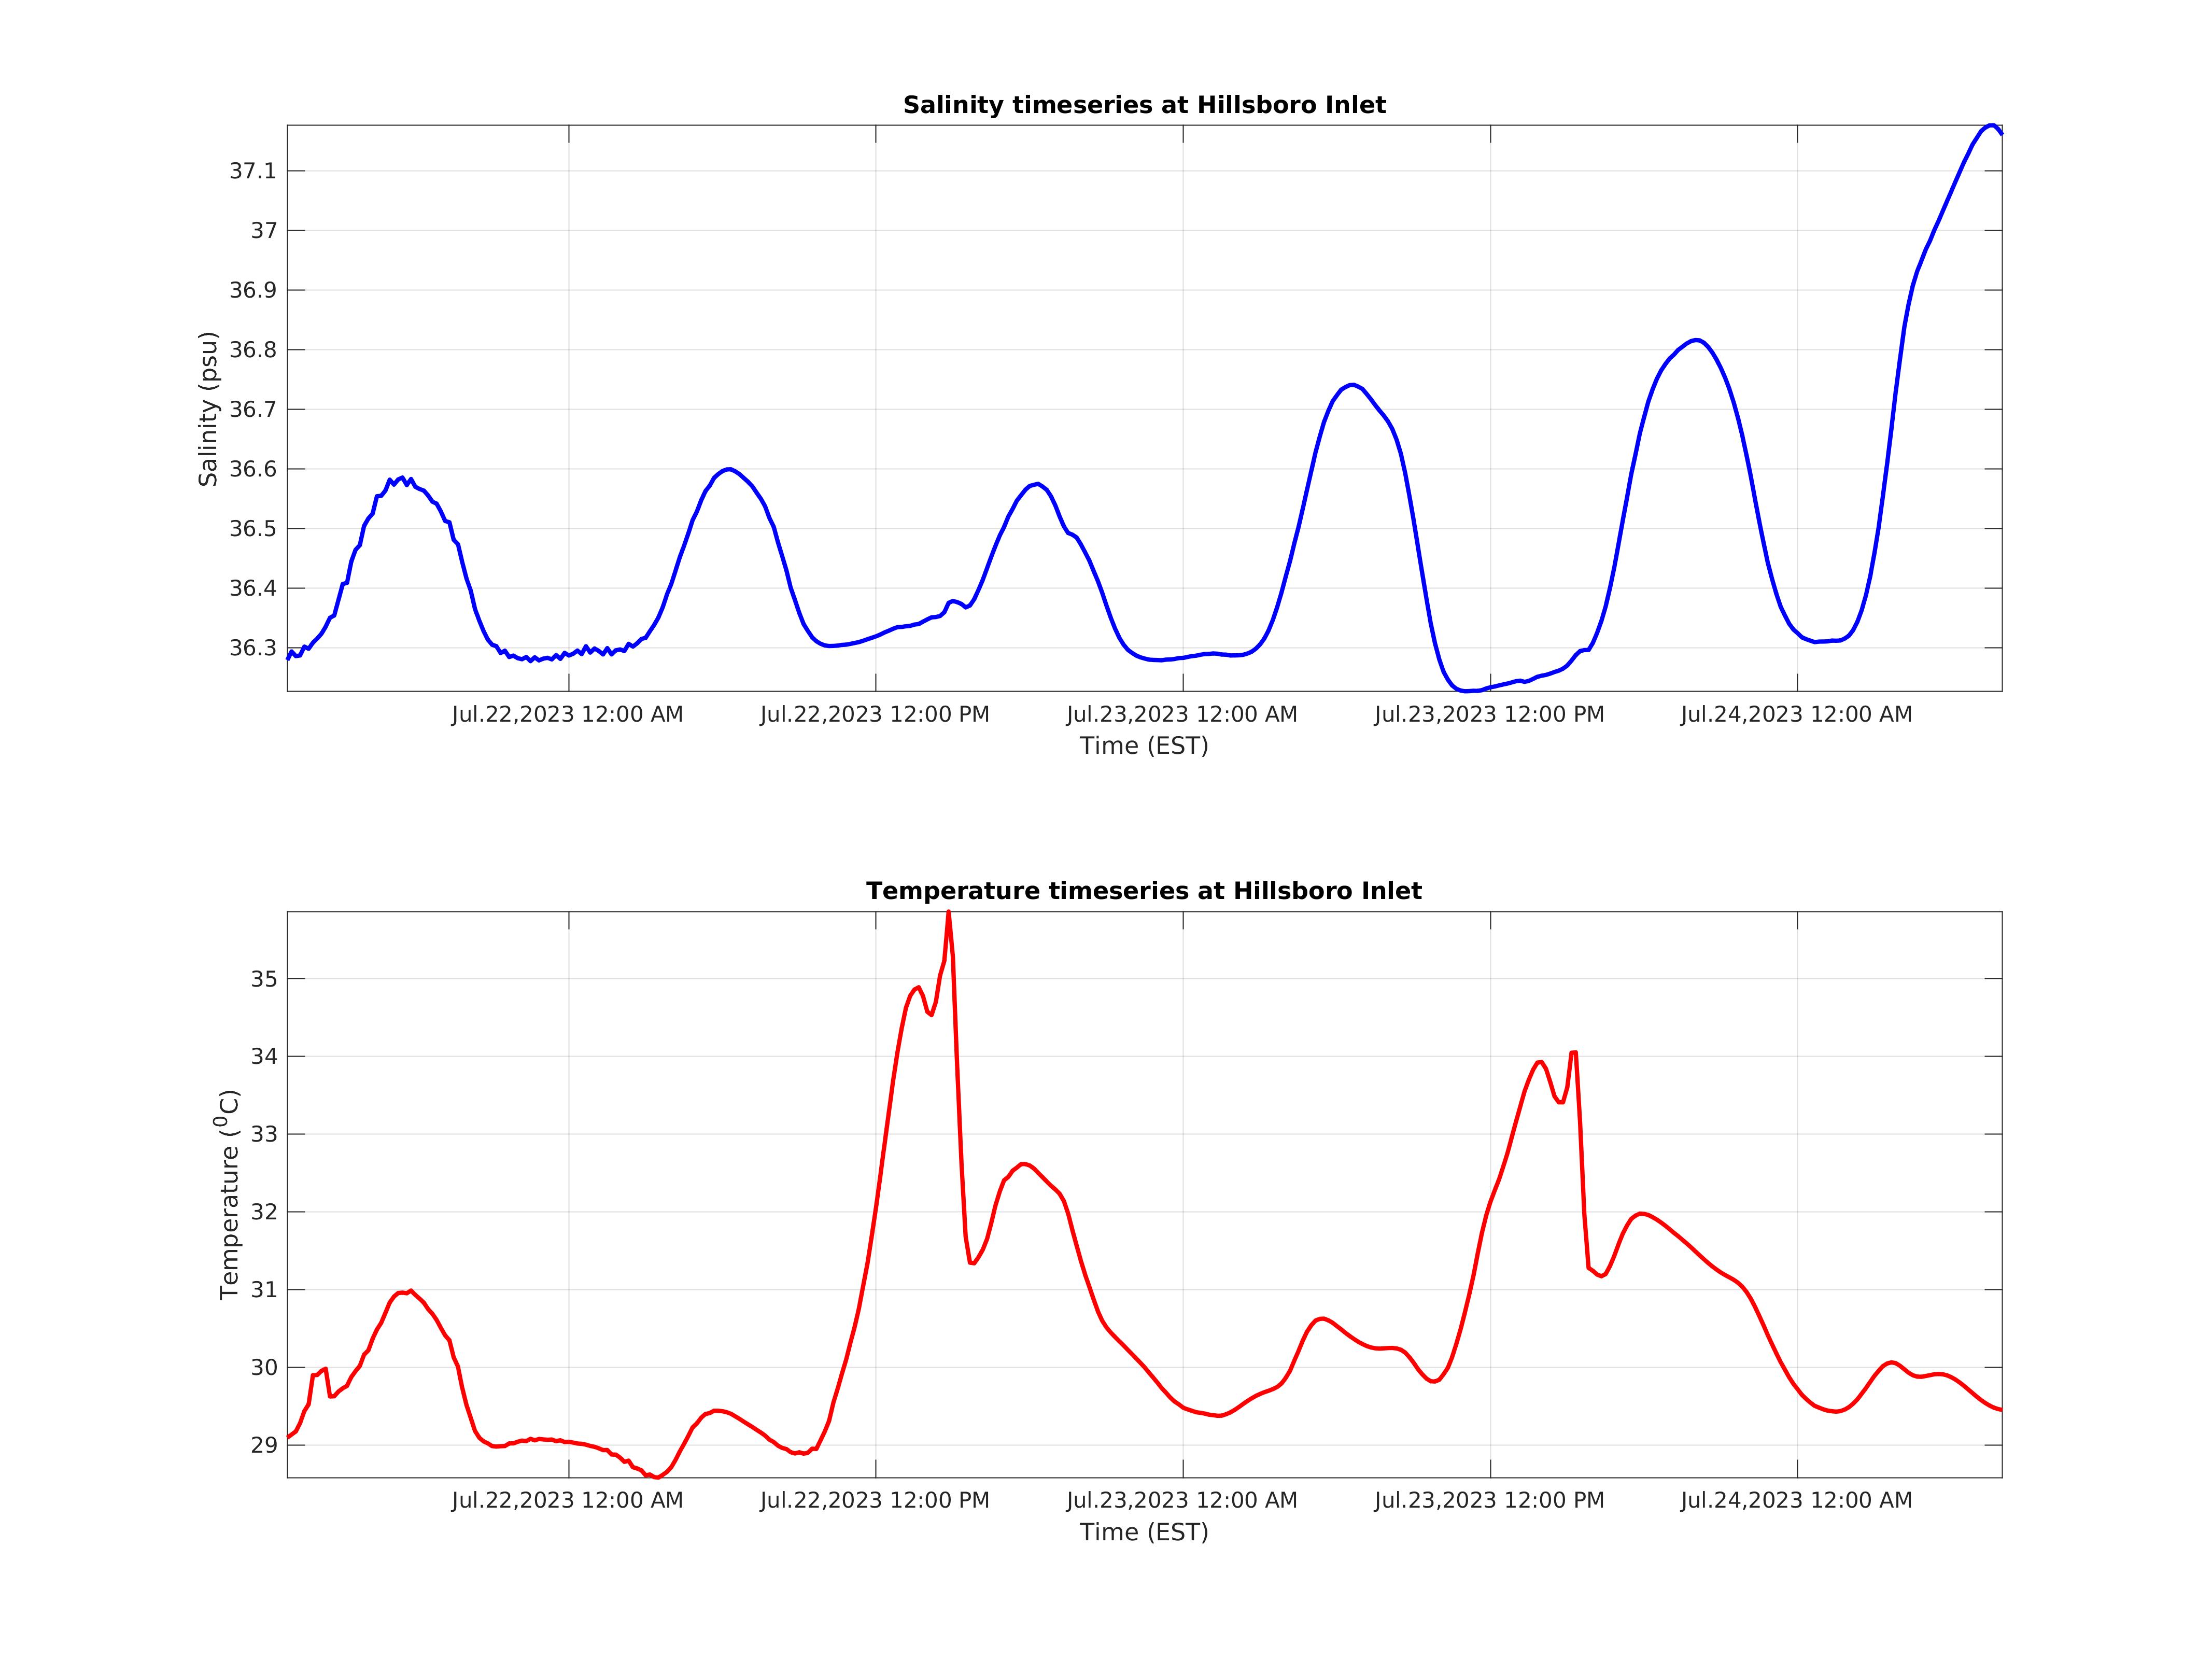 Salinity timeseries at Hillsboro Inlet
37.1
37
36.9
36.8
36.7
36.6
36.5
36.4
36.3
Salinity (psu)
Jul.22,2023 12:00 AM
Jul.22,2023 12:00 PM
Jul.23,2023 12:00 AM
Jul.23,2023 12:00 PM
Jul.24,2023 12:00 AM
Time (EST)
Temperature timeseries at Hillsboro Inlet
35
34
33
32
31
30
29
Temperature (⁰C)
Jul.22,2023 12:00 AM
Jul.22,2023 12:00 PM
Jul.23,2023 12:00 AM
Jul.23,2023 12:00 PM
Jul.24,2023 12:00 AM
Time (EST)